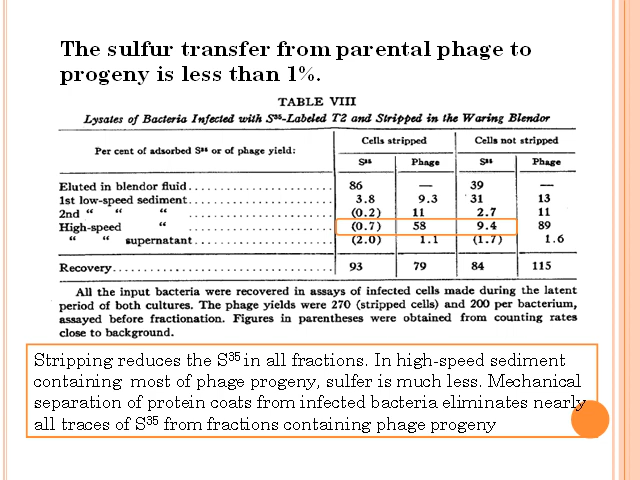 The sulfur transfer from parental phage to
progeny is less than 1%.
TABLE VIII
Lysates of Bacteria Infected with S³⁵-Labeled T2 and Stripped in the Waring Blendor
Per cent of adsorbed S³⁵ or of phage yield: Cells stripped Cells not stripped
S³⁵ Phage S³⁵ Phage
Eluted in blendor fluid........................ 86 — 39 —
1st low-speed sediment........................ 3.8 9.3 31 13
2nd “ “ “ ........................ (0.2) 11 2.7 11
High-speed “ ........................ (0.7) 58 9.4 89
“ “ supernatant........................ (2.0) 1.1 (1.7) 1.6
Recovery........................ 93 79 84 115
All the input bacteria were recovered in assays of infected cells made during the latent
period of both cultures. The phage yields were 270 (stripped cells) and 200 per bacterium,
assayed before fractionation. Figures in parentheses were obtained from counting rates
close to background.
Stripping reduces the S³⁵ in all fractions. In high-speed sediment
containing most of phage progeny, sulfer is much less. Mechanical
separation of protein coats from infected bacteria eliminates nearly
all traces of S³⁵ from fractions containing phage progeny